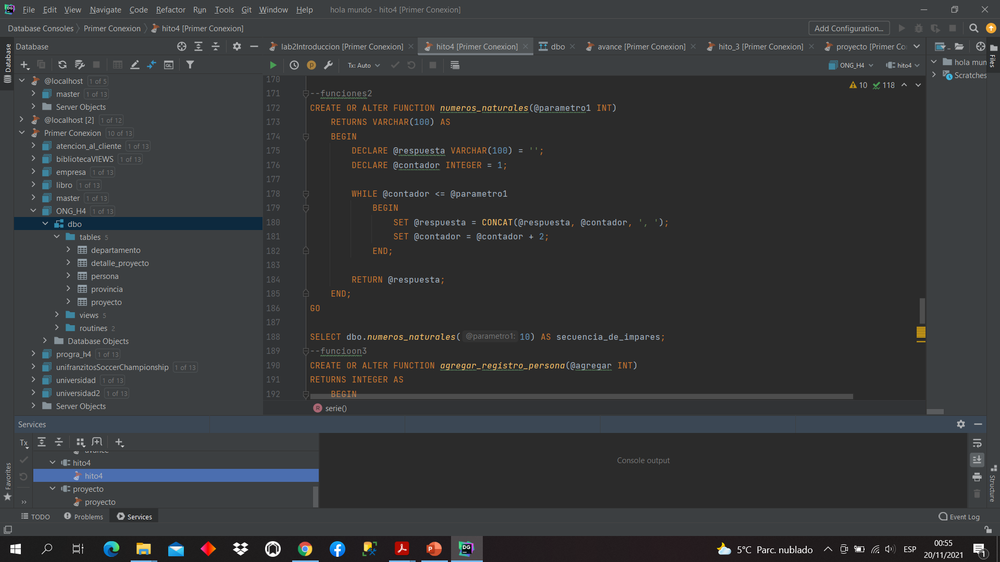 File Edit View Navigate Code Refactor Run Tools Git Window Help hola mundo - hito4 [Primer Conexion]
Database Consoles Primer Conexion hito4 [Primer Conexion] Add Configuration...
Database
lab2Introduccion [Primer Conexion] hito4 [Primer Conexion] dbo avance [Primer Conexion] hito_3 [Primer Conexion] proyecto [Primer Co
Tx: Auto ONG_H4 hito4
@localhost 1 of 5
master 1 of 13
Server Objects
@localhost [2] 1 of 12
Primer Conexion 10 of 13
atencion_al_cliente 1 of 13
bibliotecaVIEWS 1 of 13
empresa 1 of 13
libro 1 of 13
master 1 of 13
ONG_H4 1 of 13
dbo
tables 5
departamento
detalle_proyecto
persona
provincia
proyecto
views 5
routines 2
Database Objects
progra_h4 1 of 13
unifranzitosSoccerChampionship 1 of 13
universidad 1 of 13
universidad2 1 of 13
Server Objects
10 118
170
171 --funciones2
172 CREATE OR ALTER FUNCTION numeros_naturales(@parametro1 INT)
173 RETURNS VARCHAR(100) AS
174 BEGIN
175 DECLARE @respuesta VARCHAR(100) = '';
176 DECLARE @contador INTEGER = 1;
177
178 WHILE @contador <= @parametro1
179 BEGIN
180 SET @respuesta = CONCAT(@respuesta, @contador, ', ');
181 SET @contador = @contador + 2;
182 END;
183
184 RETURN @respuesta;
185 END;
186 GO
187
188 SELECT dbo.numeros_naturales( @parametro1: 10) AS secuencia_de_impares;
189 --funcioon3
190 CREATE OR ALTER FUNCTION agregar_registro_persona(@agregar INT)
191 RETURNS INTEGER AS
192 BEGIN
serie()
hola mun
Scratches
Database
Files
Favorites
Structure
Services
Tx
avance
hito4
hito4
proyecto
proyecto
Console output
TODO Problems Services Event Log
5°C Parc. nublado ESP
00:55
20/11/2021
1